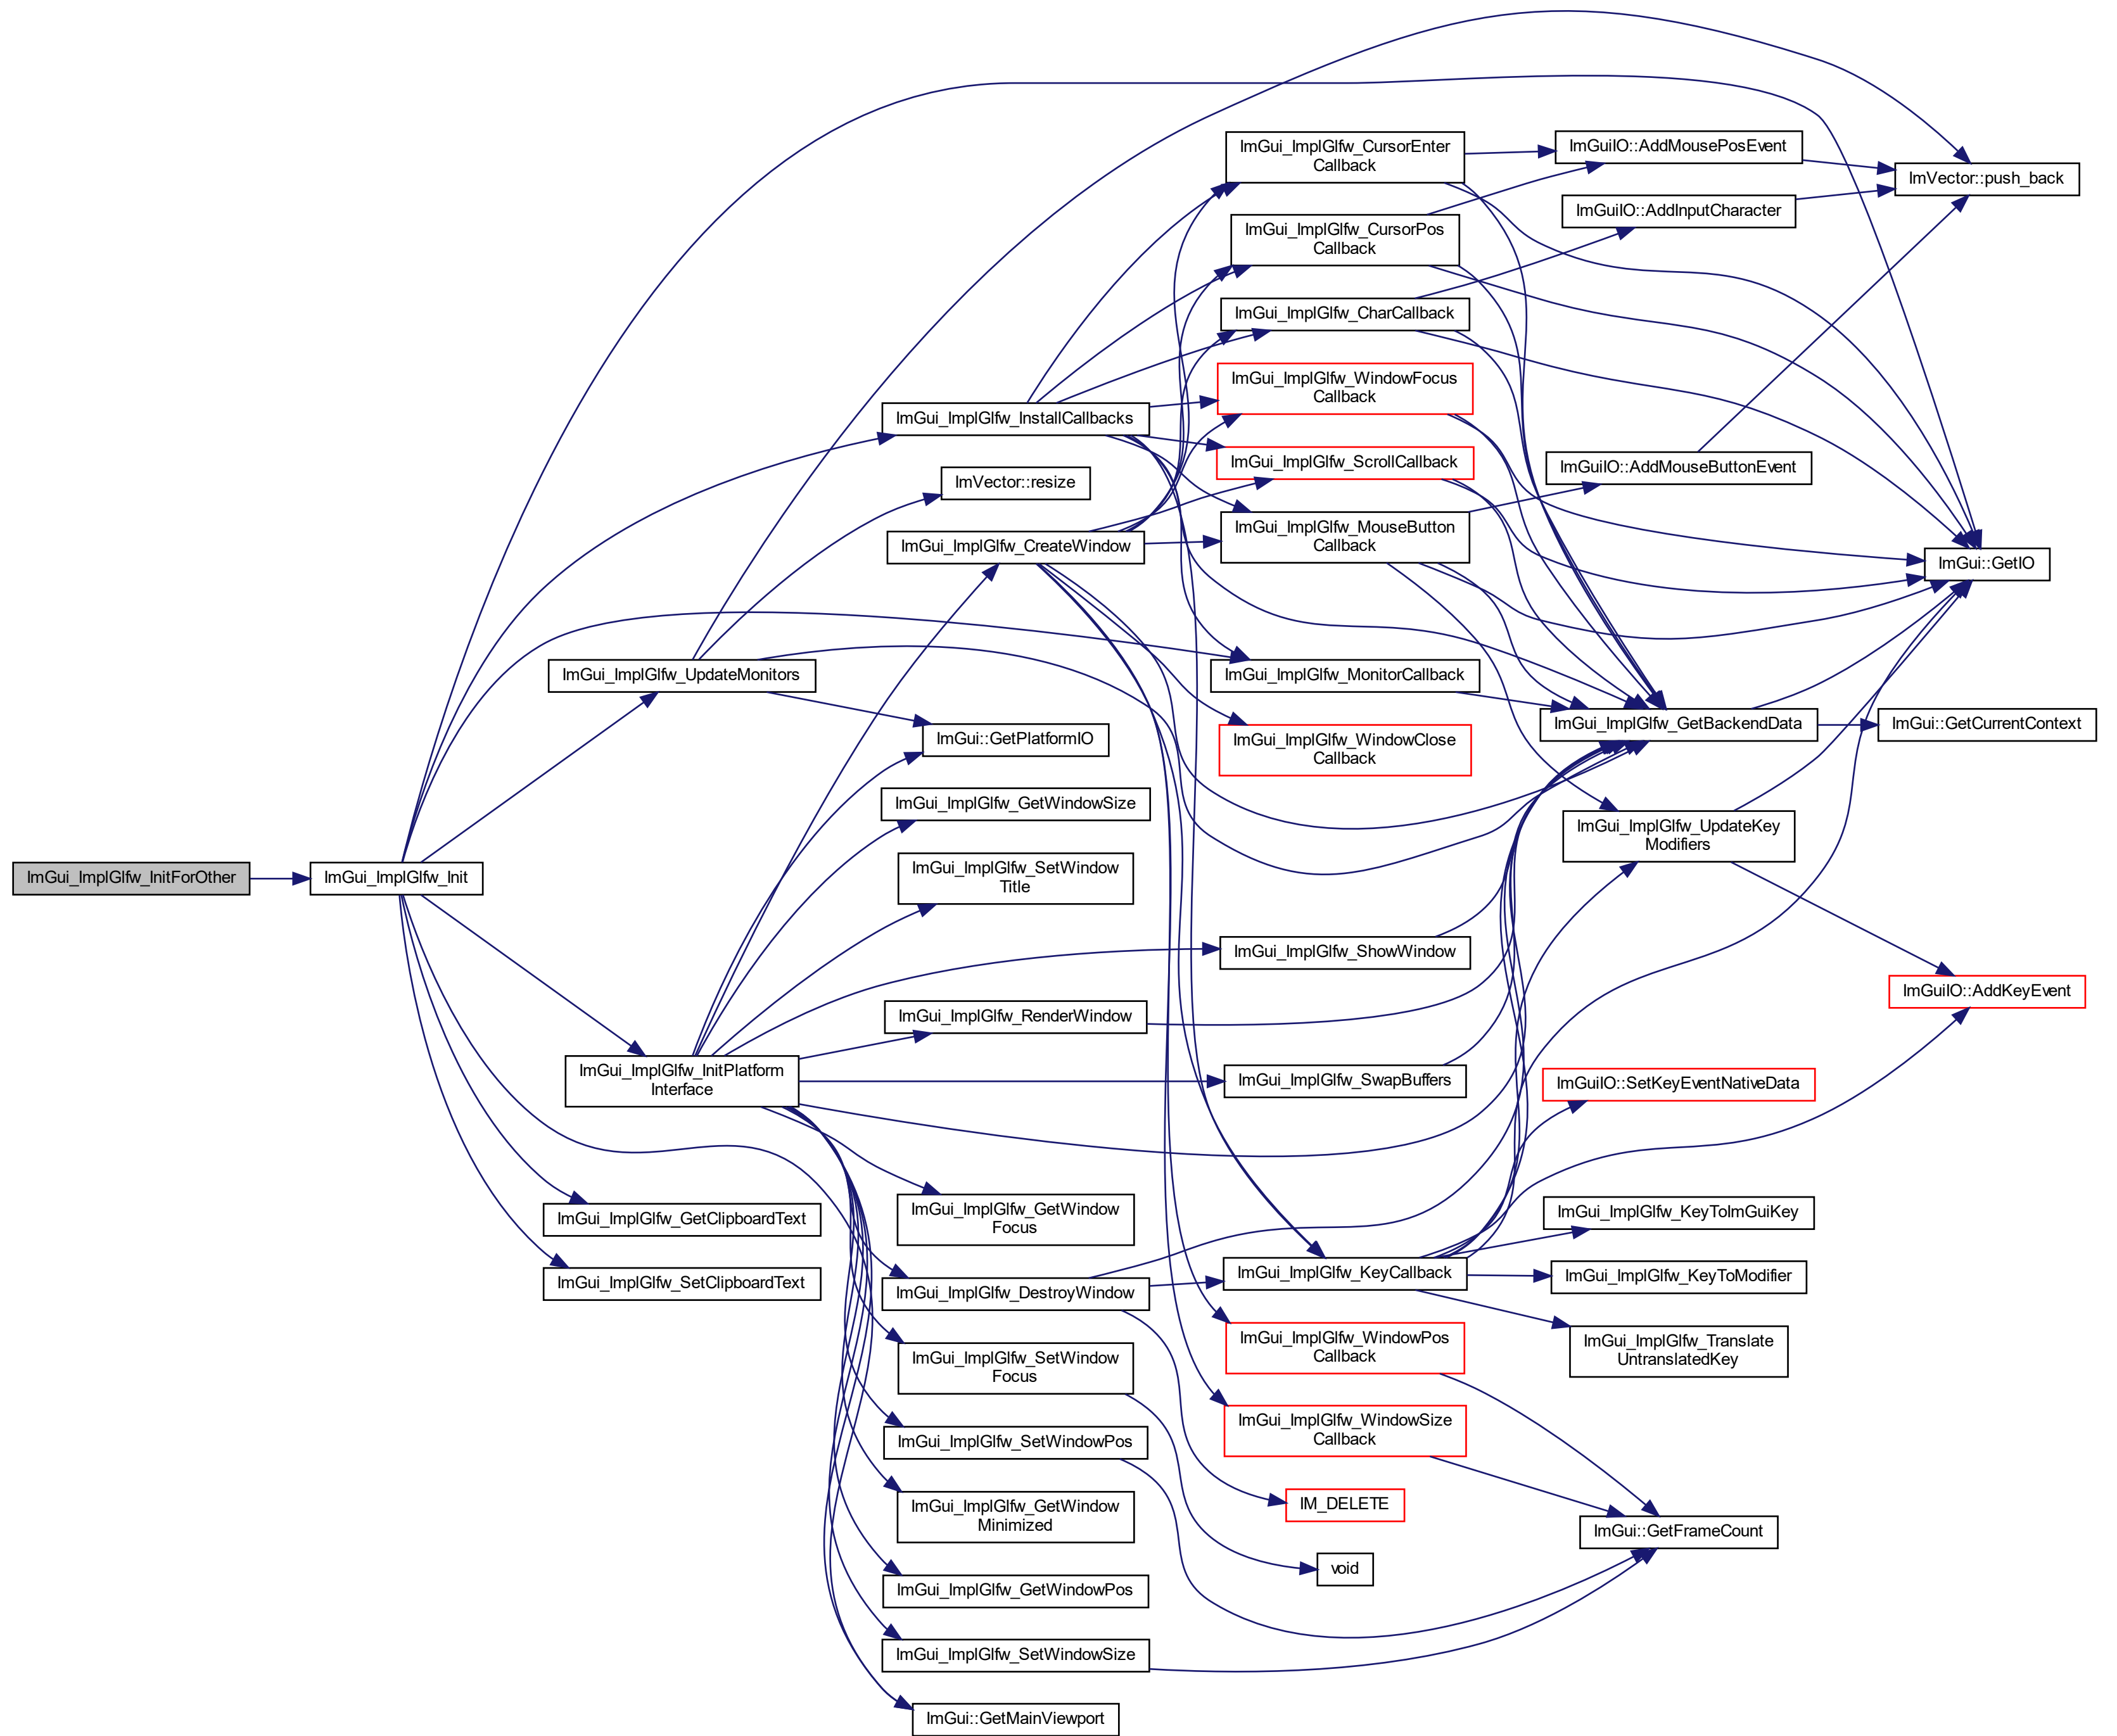 ImGui_ImplGlfw_InitForOther
ImGui_ImplGlfw_Init
ImGui_ImplGlfw_UpdateMonitors
ImGui_ImplGlfw_InitPlatform
Interface
ImGui_ImplGlfw_GetClipboardText
ImGui_ImplGlfw_SetClipboardText
ImGui_ImplGlfw_InstallCallbacks
ImVector::resize
ImGui_ImplGlfw_CreateWindow
ImGui::GetPlatformIO
ImGui_ImplGlfw_GetWindowSize
ImGui_ImplGlfw_SetWindow
Title
ImGui_ImplGlfw_RenderWindow
ImGui_ImplGlfw_GetWindow
Focus
ImGui_ImplGlfw_DestroyWindow
ImGui_ImplGlfw_SetWindow
Focus
ImGui_ImplGlfw_SetWindowPos
ImGui_ImplGlfw_GetWindow
Minimized
ImGui_ImplGlfw_GetWindowPos
ImGui_ImplGlfw_SetWindowSize
ImGui::GetMainViewport
ImGui_ImplGlfw_CursorEnter
Callback
ImGui_ImplGlfw_CursorPos
Callback
ImGui_ImplGlfw_CharCallback
ImGui_ImplGlfw_WindowFocus
Callback
ImGui_ImplGlfw_ScrollCallback
ImGui_ImplGlfw_MouseButton
Callback
ImGui_ImplGlfw_MonitorCallback
ImGui_ImplGlfw_WindowClose
Callback
ImGui_ImplGlfw_ShowWindow
ImGui_ImplGlfw_SwapBuffers
ImGui_ImplGlfw_KeyCallback
ImGui_ImplGlfw_WindowPos
Callback
ImGui_ImplGlfw_WindowSize
Callback
IM_DELETE
void
ImGuiIO::AddMousePosEvent
ImGuiIO::AddInputCharacter
ImGuiIO::AddMouseButtonEvent
ImGui_ImplGlfw_GetBackendData
ImGui_ImplGlfw_UpdateKey
Modifiers
ImGuiIO::SetKeyEventNativeData
ImGui_ImplGlfw_KeyToImGuiKey
ImGui_ImplGlfw_KeyToModifier
ImGui_ImplGlfw_Translate
UntranslatedKey
ImGui::GetFrameCount
ImVector::push_back
ImGui::GetIO
ImGui::GetCurrentContext
ImGuiIO::AddKeyEvent